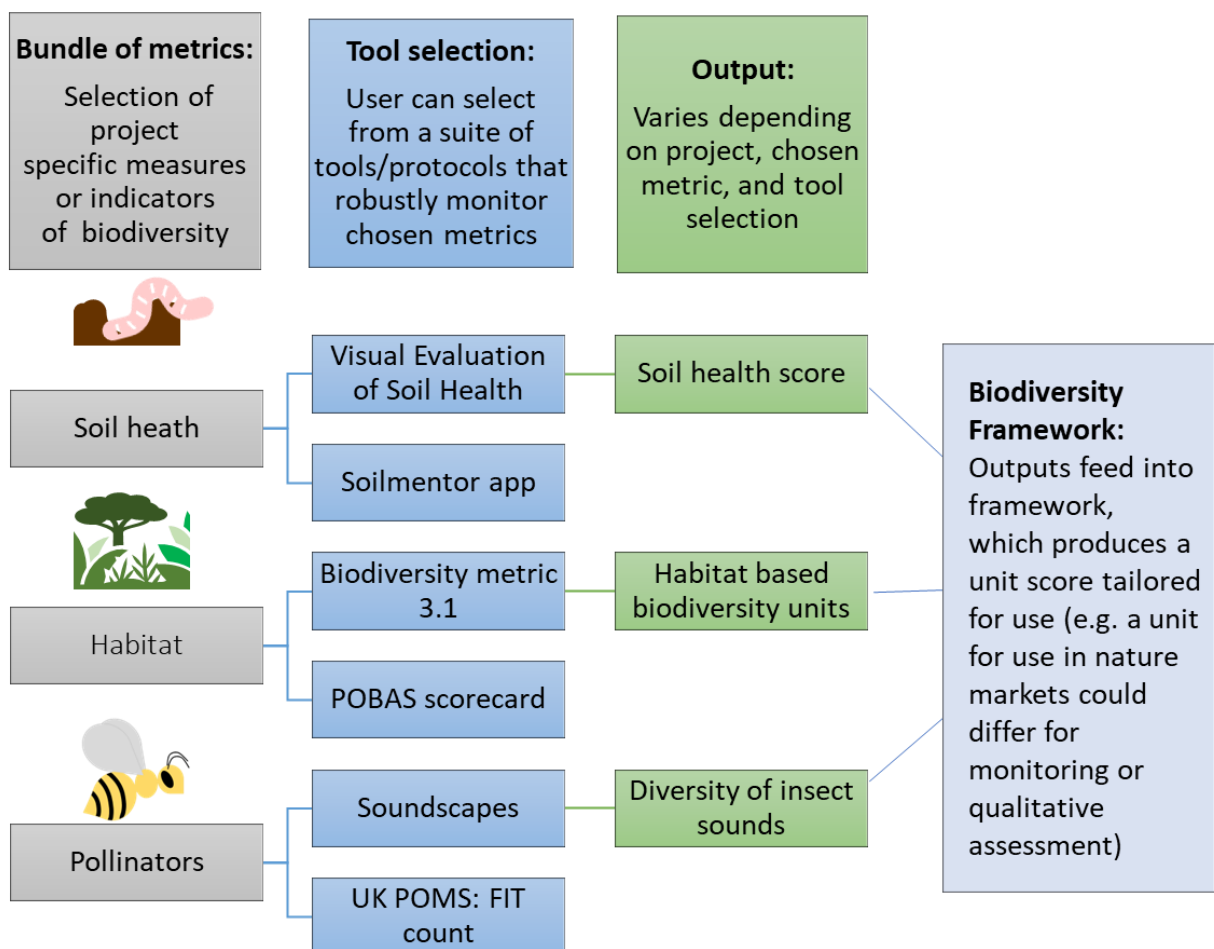 Bundle of metrics:
Selection of
project
specific measures
or indicators
of biodiversity
Tool selection:
User can select
from a suite of
tools/protocols that
robustly monitor
chosen metrics
Output:
Varies depending
on project, chosen
metric, and tool
selection
Soil heath
Visual Evaluation
of Soil Health
Soilmentor app
Soil health score
Habitat
Biodiversity metric
3.1
POBAS scorecard
Habitat based
biodiversity units
Pollinators
Soundscapes
UK POMS: FIT
count
Diversity of insect
sounds
Biodiversity
Framework:
Outputs feed into
framework,
which produces a
unit score tailored
for use (e.g. a unit
for use in nature
markets could
differ for
monitoring or
qualitative
assessment)